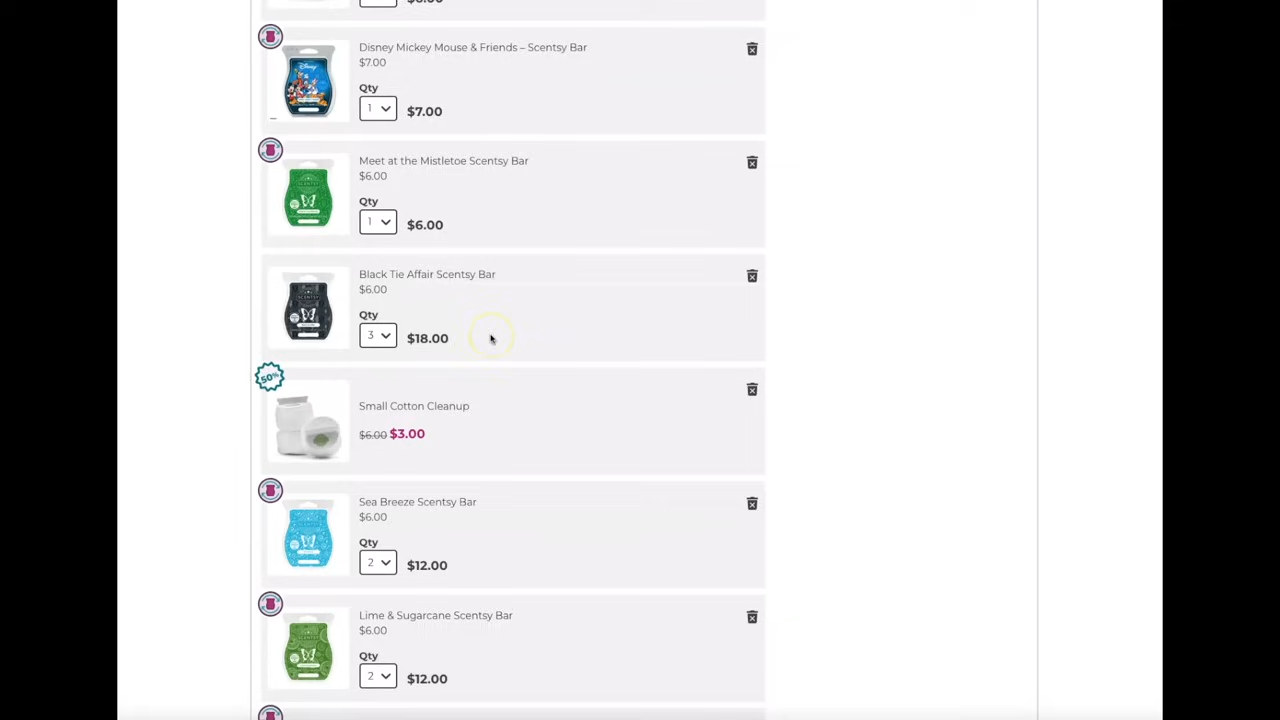 Disney Mickey Mouse & Friends – Scentsy Bar
$7.00
Qty
1
$7.00
Meet at the Mistletoe Scentsy Bar
$6.00
Qty
1
$6.00
Black Tie Affair Scentsy Bar
$6.00
Qty
3
$18.00
50%
Small Cotton Cleanup
$6.00 $3.00
Sea Breeze Scentsy Bar
$6.00
Qty
2
$12.00
Lime & Sugarcane Scentsy Bar
$6.00
Qty
2
$12.00